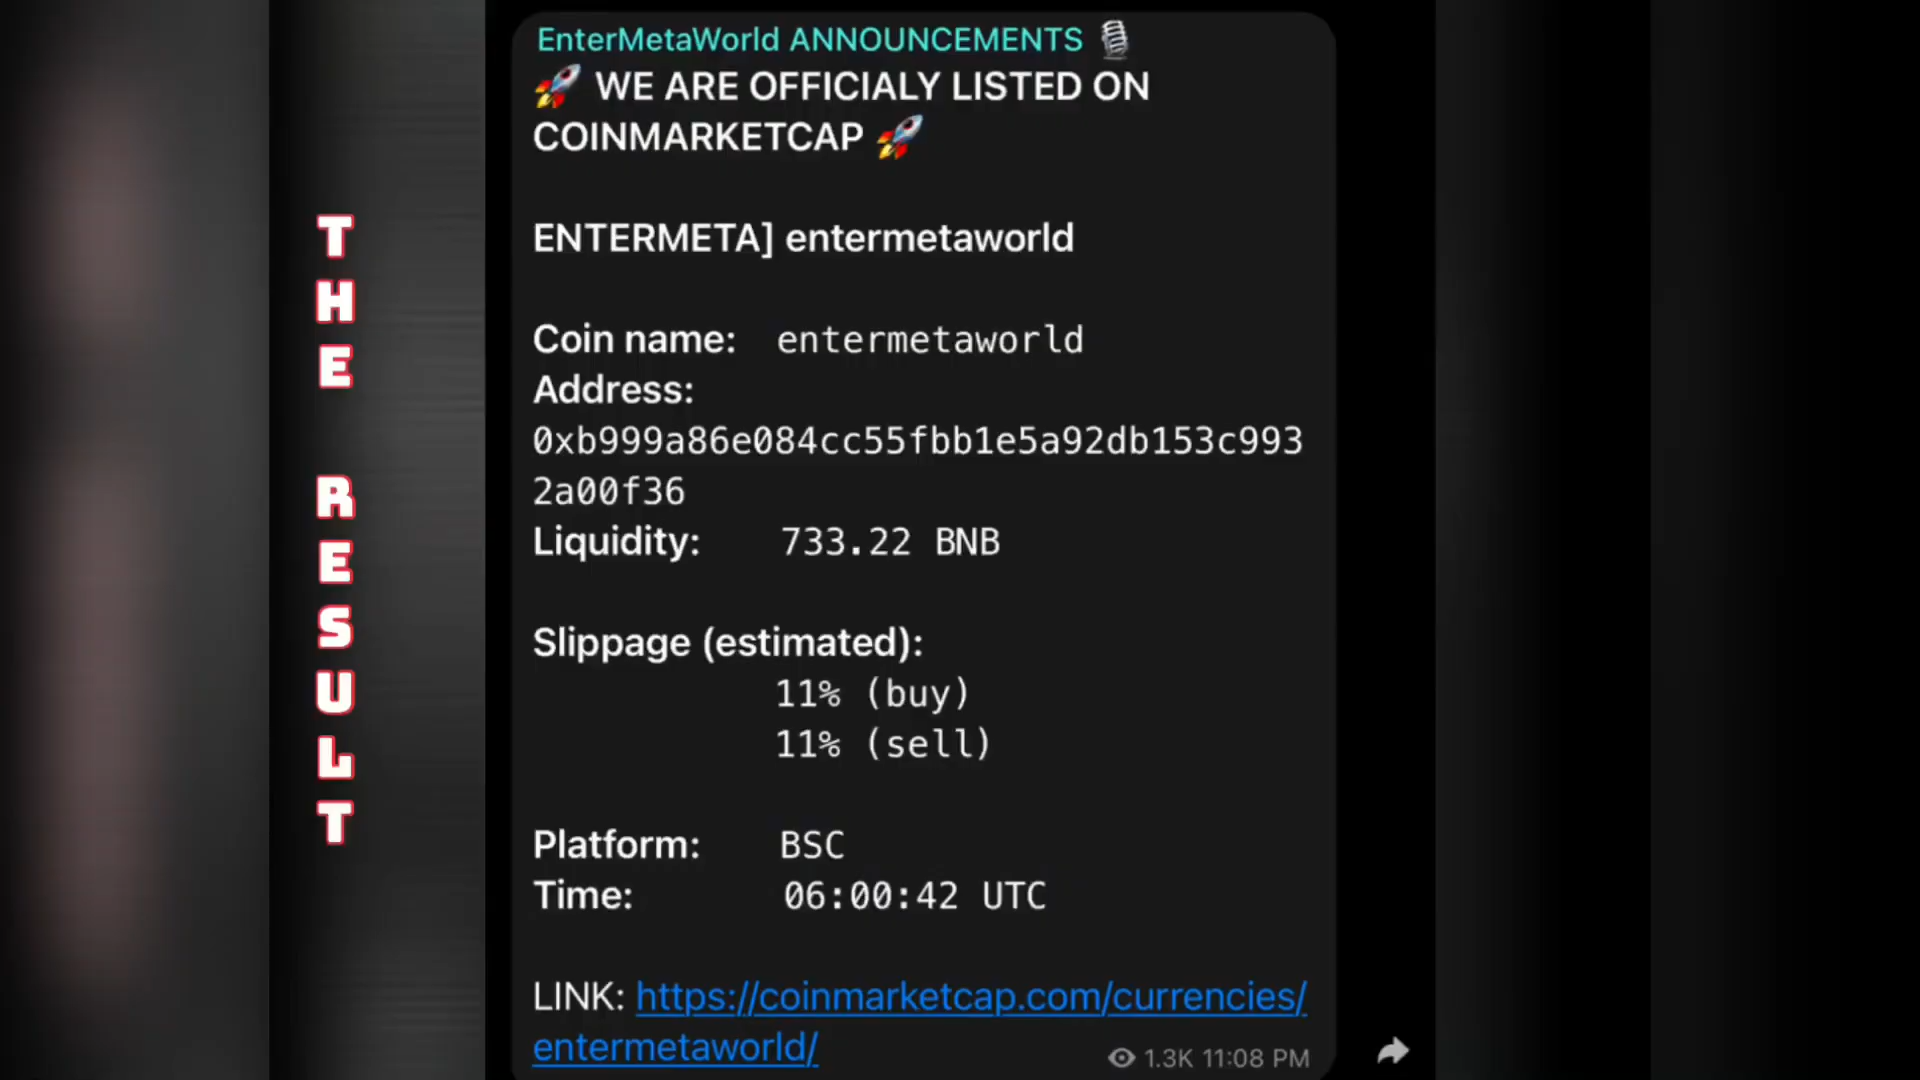 THE RESULT
EnterMetaWorld ANNOUNCEMENTS 🎙
🚀 WE ARE OFFICIALY LISTED ON
COINMARKETCAP 🚀
ENTERMETA] entermetaworld
Coin name: entermetaworld
Address:
0xb999a86e084cc55fbb1e5a92db153c993
2a00f36
Liquidity: 733.22 BNB
Slippage (estimated):
11% (buy)
11% (sell)
Platform: BSC
Time: 06:00:42 UTC
LINK: https://coinmarketcap.com/currencies/
entermetaworld/
1.3K 11:08 PM